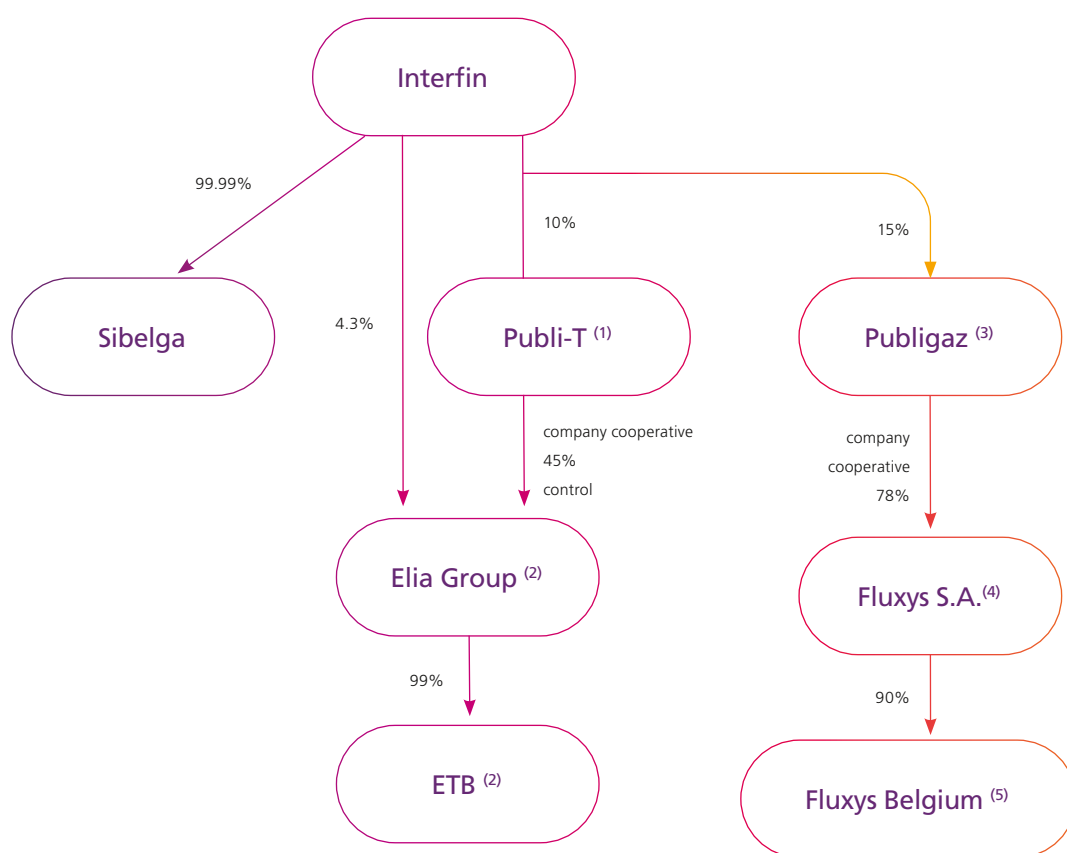 Interfin
99.99%
10%
15%
4.3%
Sibelga
Publi-T (1)
Publigaz (3)
company cooperative
45%
control
company
cooperative
78%
Elia Group (2)
Fluxys S.A.(4)
99%
90%
ETB (2)
Fluxys Belgium (5)